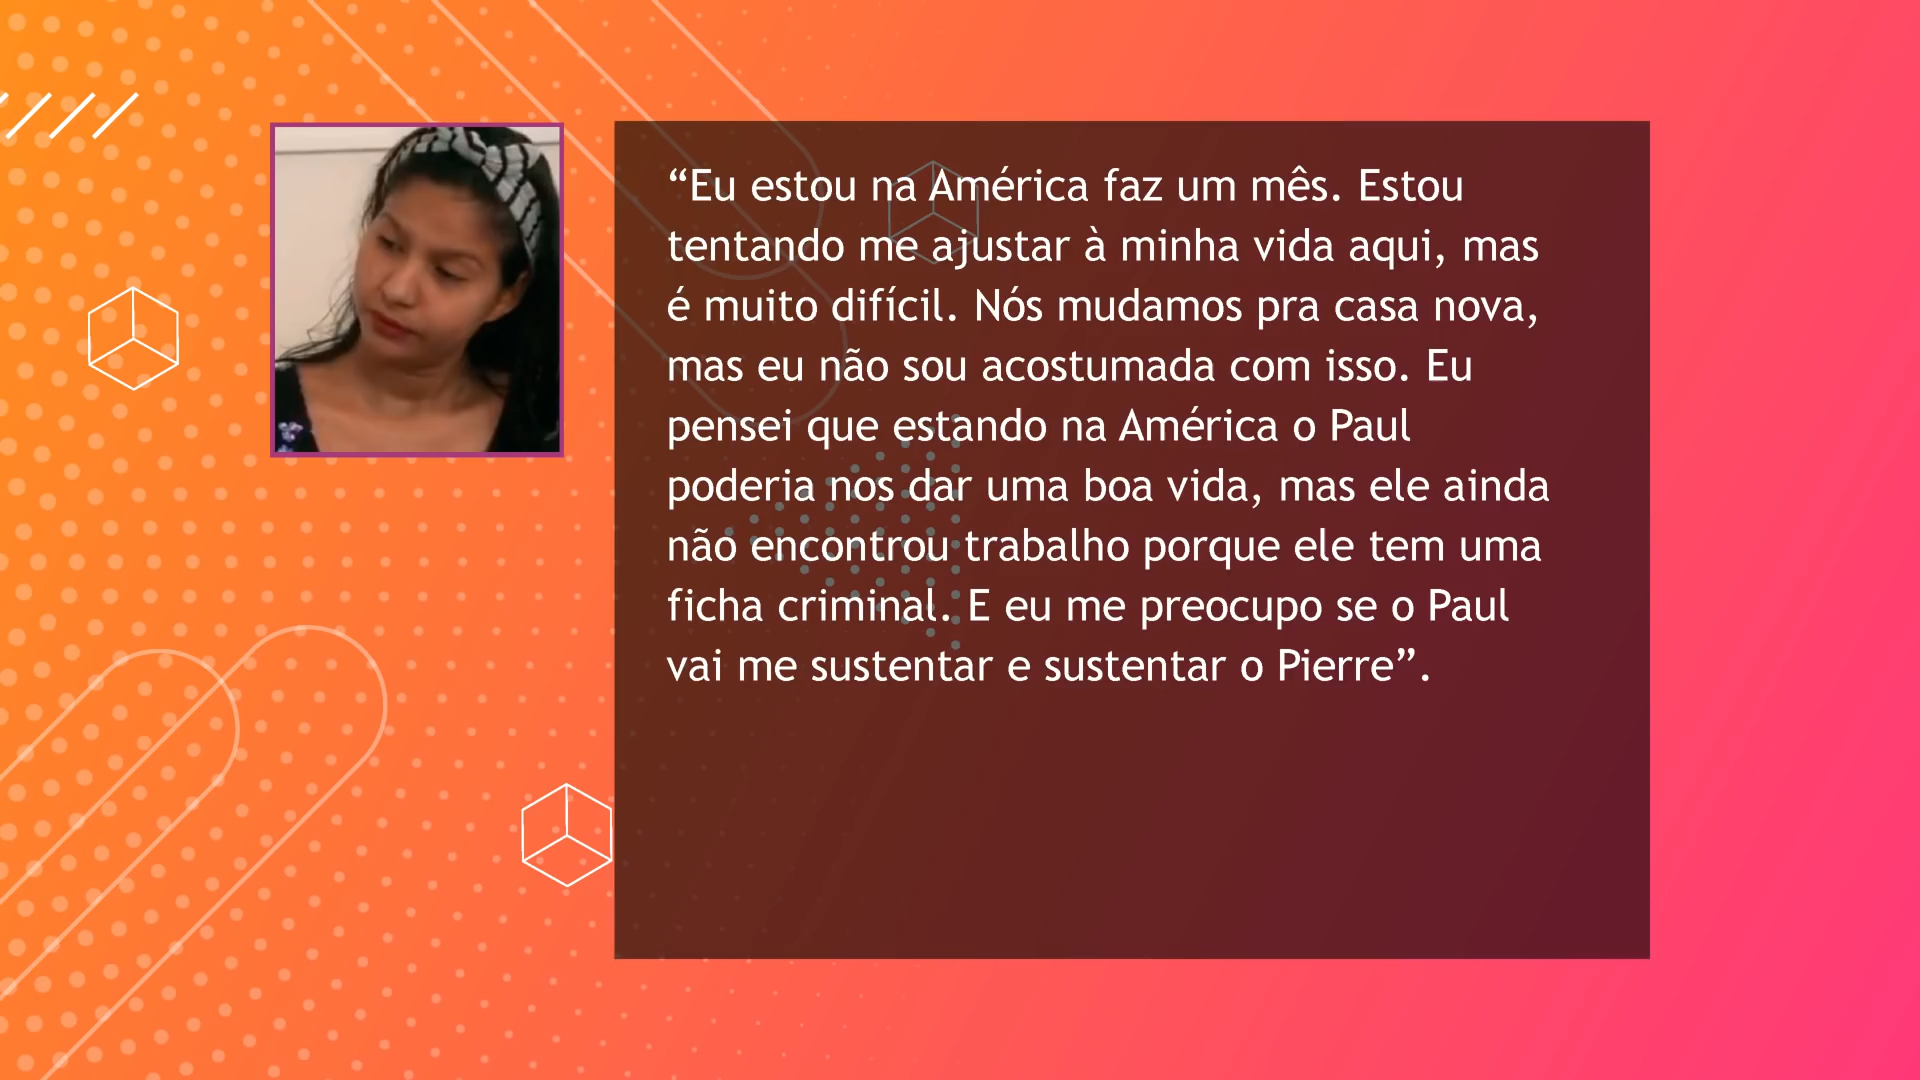 “Eu estou na América faz um mês. Estou
tentando me ajustar à minha vida aqui, mas
é muito difícil. Nós mudamos pra casa nova,
mas eu não sou acostumada com isso. Eu
pensei que estando na América o Paul
poderia nos dar uma boa vida, mas ele ainda
não encontrou trabalho porque ele tem uma
ficha criminal. E eu me preocupo se o Paul
vai me sustentar e sustentar o Pierre”.